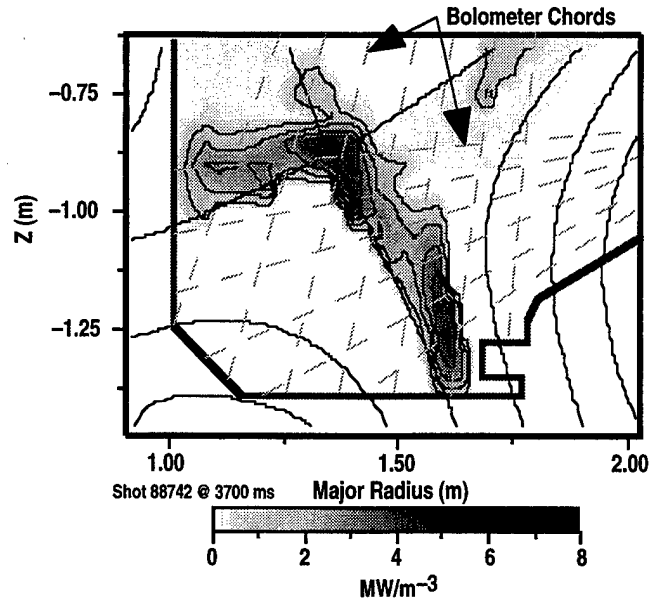 Bolometer Chords
−0.75
−1.00
Z (m)
−1.25
1.00 1.50 2.00
Shot 88742 @ 3700 ms Major Radius (m)
0 2 4 6 8
MW/m⁻³